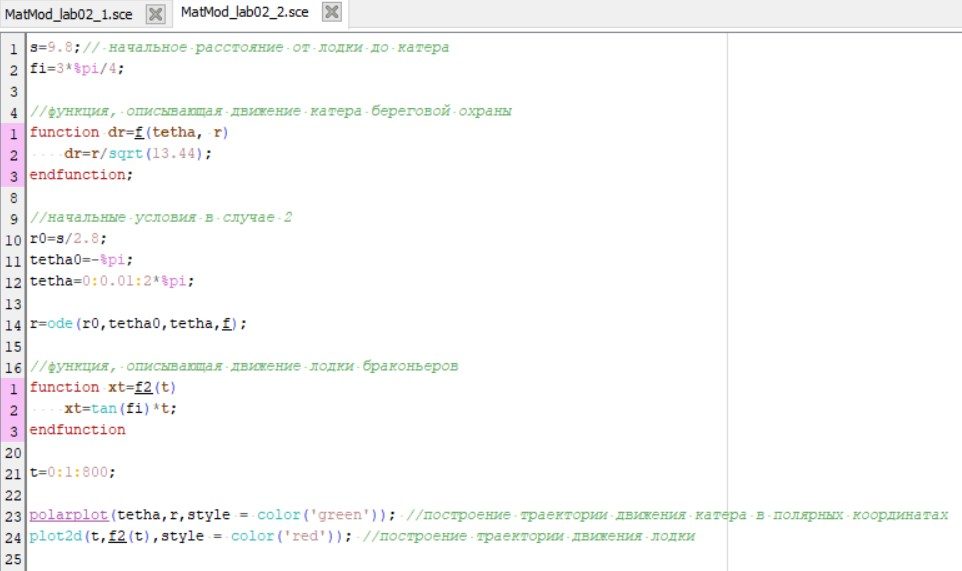 MatMod_lab02_1.sce MatMod_lab02_2.sce
1 s=9.8;// начальное расстояние от лодки до катера
2 fi=3*%pi/4;
3
4 //функция, описывающая движение катера береговой охраны
1 function dr=f(tetha, r)
2     dr=r/sqrt(13.44);
3 endfunction;
8
9 //начальные условия в случае 2
10 r0=s/2.8;
11 tetha0=-%pi;
12 tetha=0:0.01:2*%pi;
13
14 r=ode(r0,tetha0,tetha,f);
15
16 //функция, описывающая движение лодки браконьеров
1 function xt=f2(t)
2     xt=tan(fi)*t;
3 endfunction
20
21 t=0:1:800;
22
23 polarplot(tetha,r,style = color('green')); //построение траектории движения катера в полярных координатах
24 plot2d(t,f2(t),style = color('red')); //построение траектории движения лодки
25